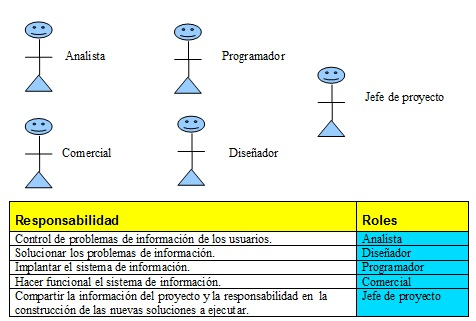 Analista
Programador
Jefe de proyecto
Comercial
Diseñador
Responsabilidad Roles
Control de problemas de información de los usuarios. Analista
Solucionar los problemas de información. Diseñador
Implantar el sistema de información. Programador
Hacer funcional el sistema de información. Comercial
Compartir la información del proyecto y la responsabilidad en la Jefe de proyecto
construcción de las nuevas soluciones a ejecutar.